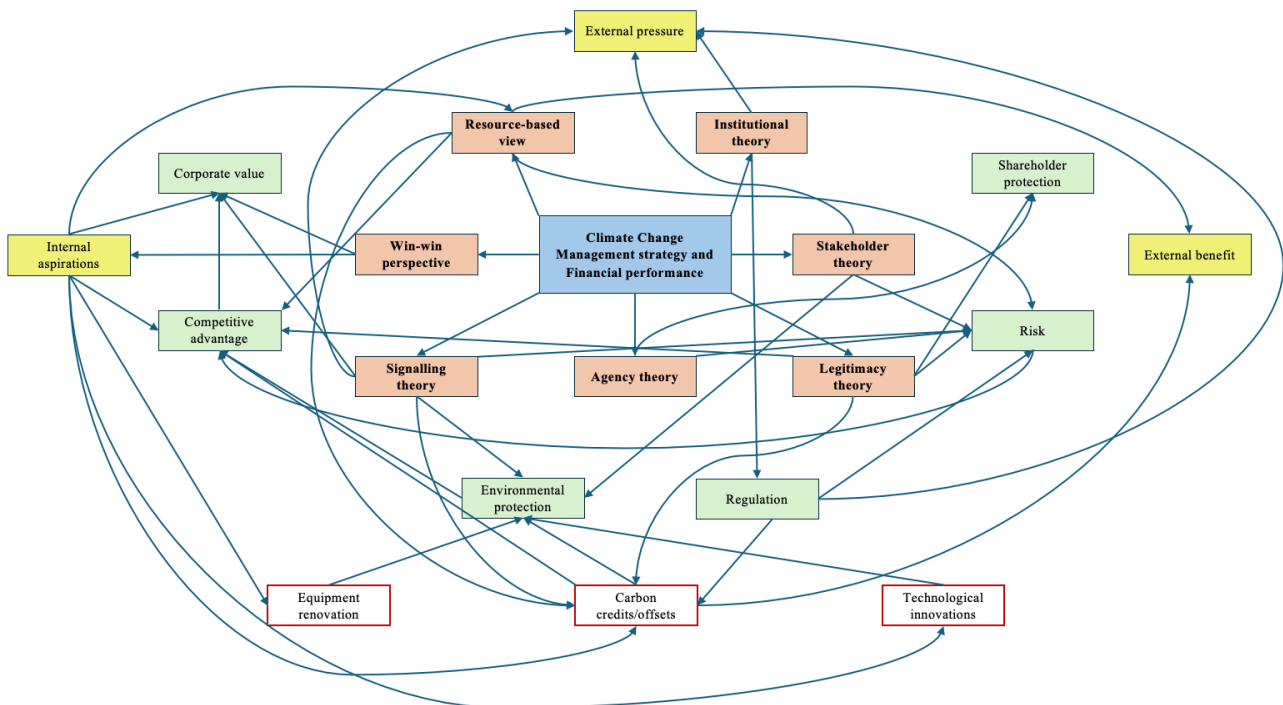 External pressure
Resource-based
view
Institutional
theory
Corporate value
Shareholder
protection
Internal
aspirations
Win-win
perspective
Climate Change
Management strategy and
Financial performance
Stakeholder
theory
External benefit
Competitive
advantage
Risk
Signalling
theory
Agency theory
Legitimacy
theory
Environmental
protection
Regulation
Equipment
renovation
Carbon
credits/offsets
Technological
innovations